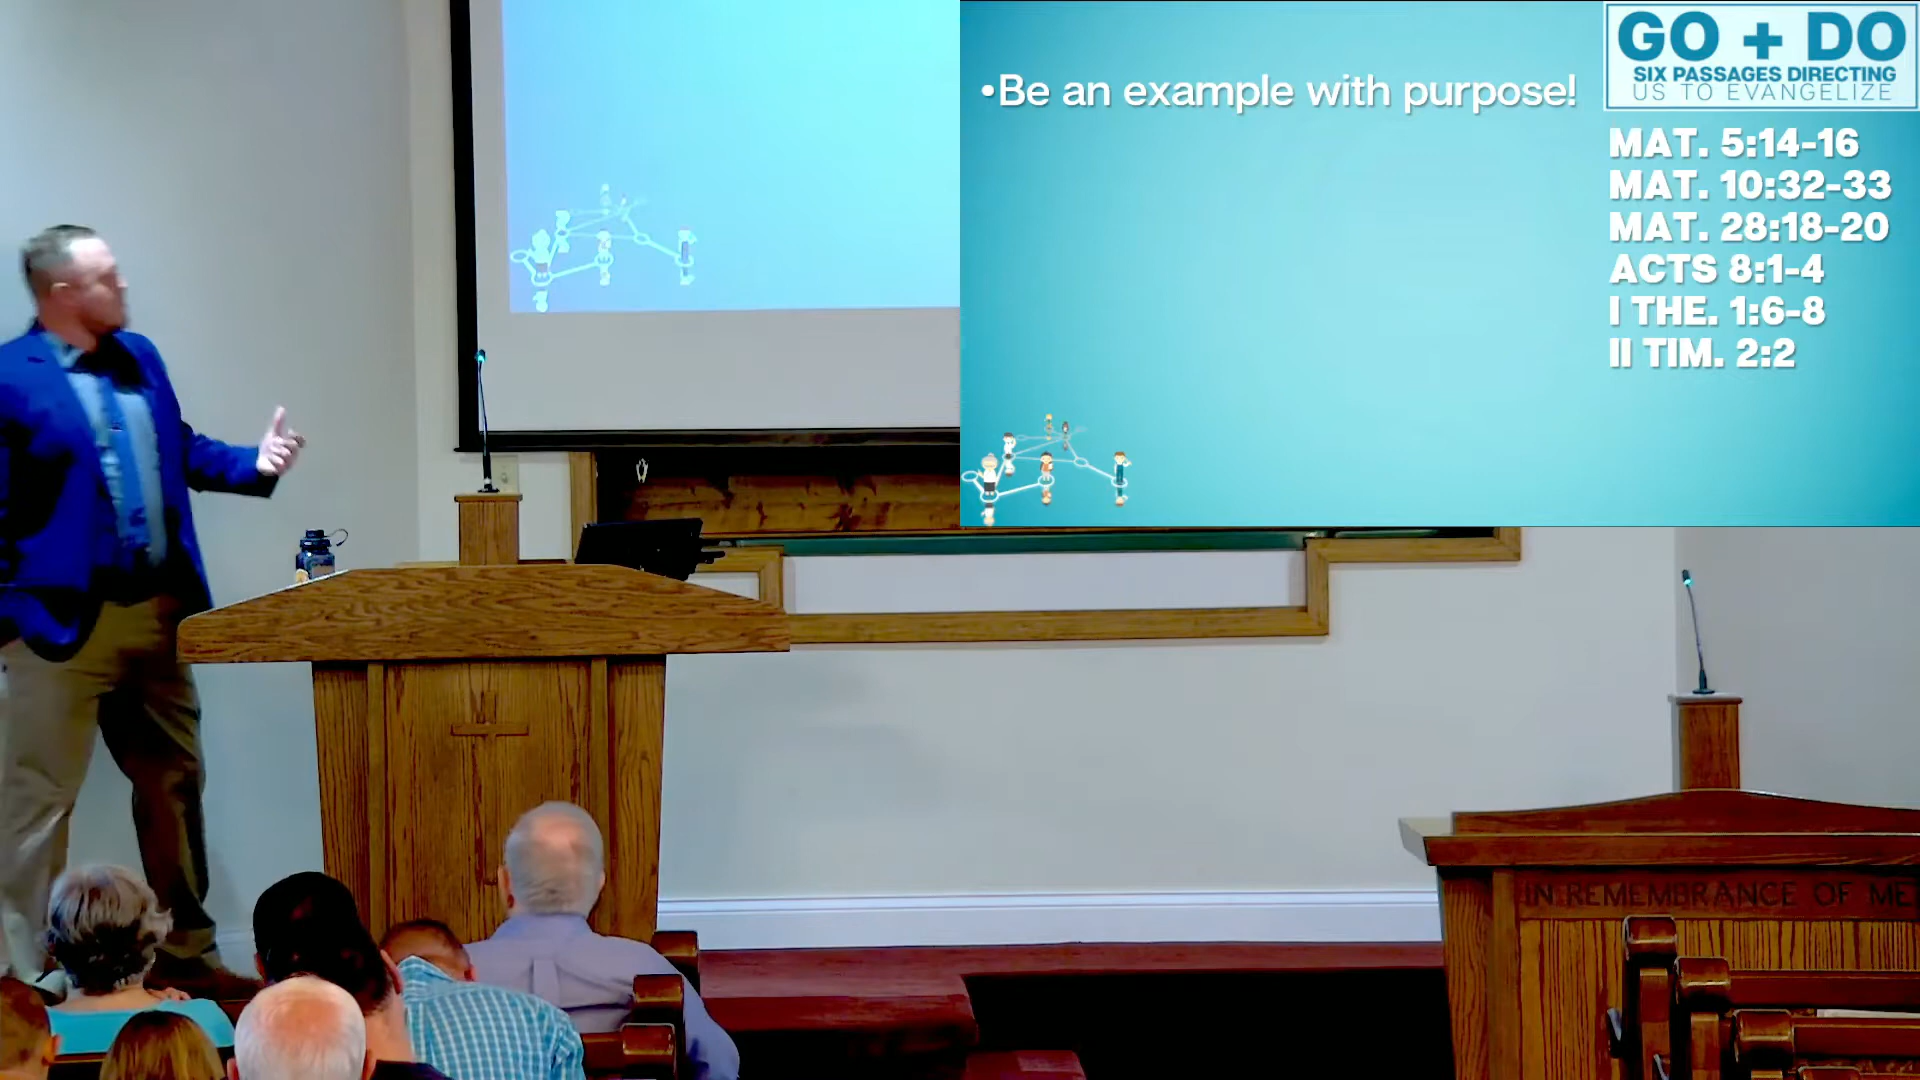 •Be an example with purpose!
GO + DO
SIX PASSAGES DIRECTING
US TO EVANGELIZE
MAT. 5:14-16
MAT. 10:32-33
MAT. 28:18-20
ACTS 8:1-4
I THE. 1:6-8
II TIM. 2:2
IN REMEMBRANCE OF ME